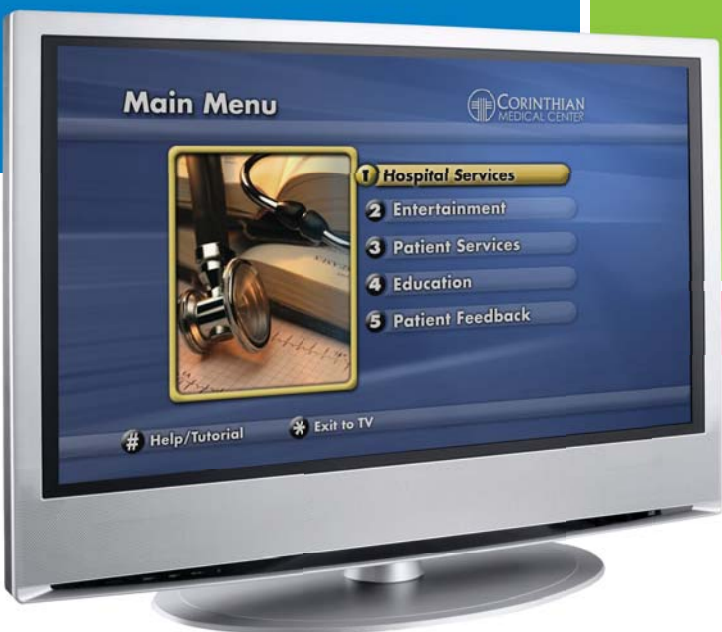 Main Menu
CORINTHIAN
MEDICAL CENTER
1 Hospital Services
2 Entertainment
3 Patient Services
4 Education
5 Patient Feedback
# Help/Tutorial
* Exit to TV